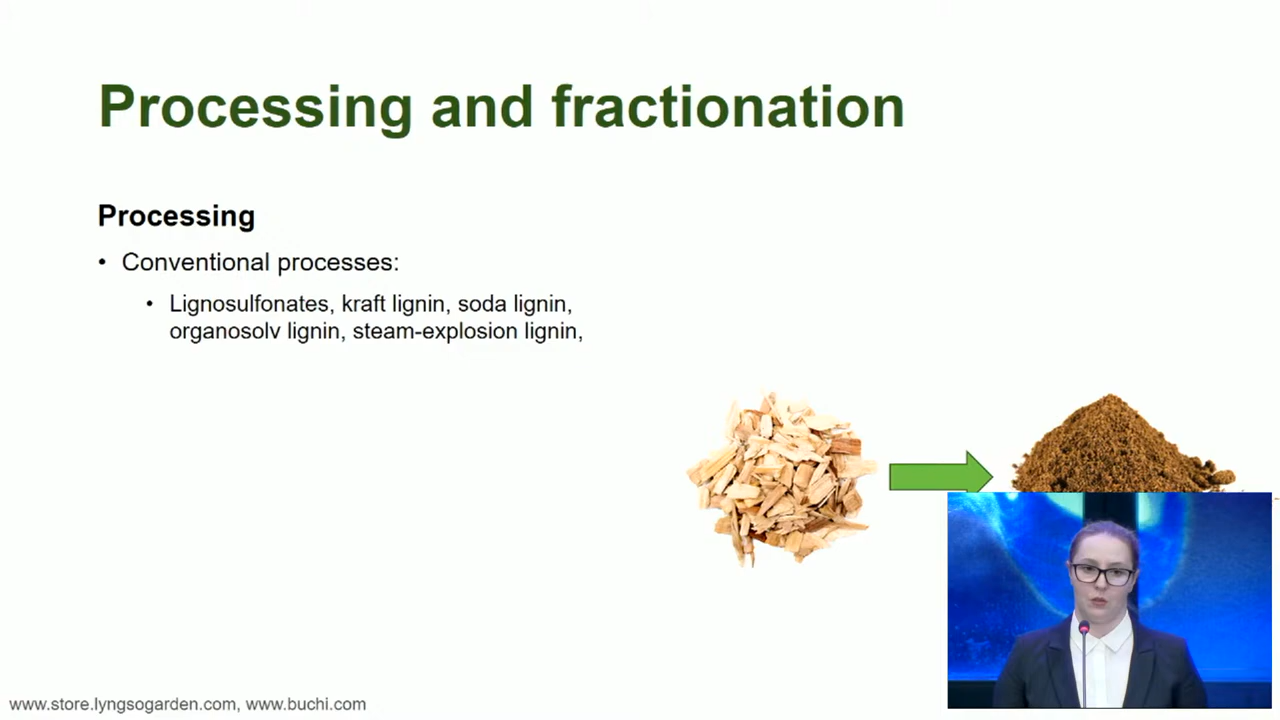 Processing and fractionation
Processing
• Conventional processes:
• Lignosulfonates, kraft lignin, soda lignin,
organosolv lignin, steam-explosion lignin,
www.store.lyngsogarden.com, www.buchi.com